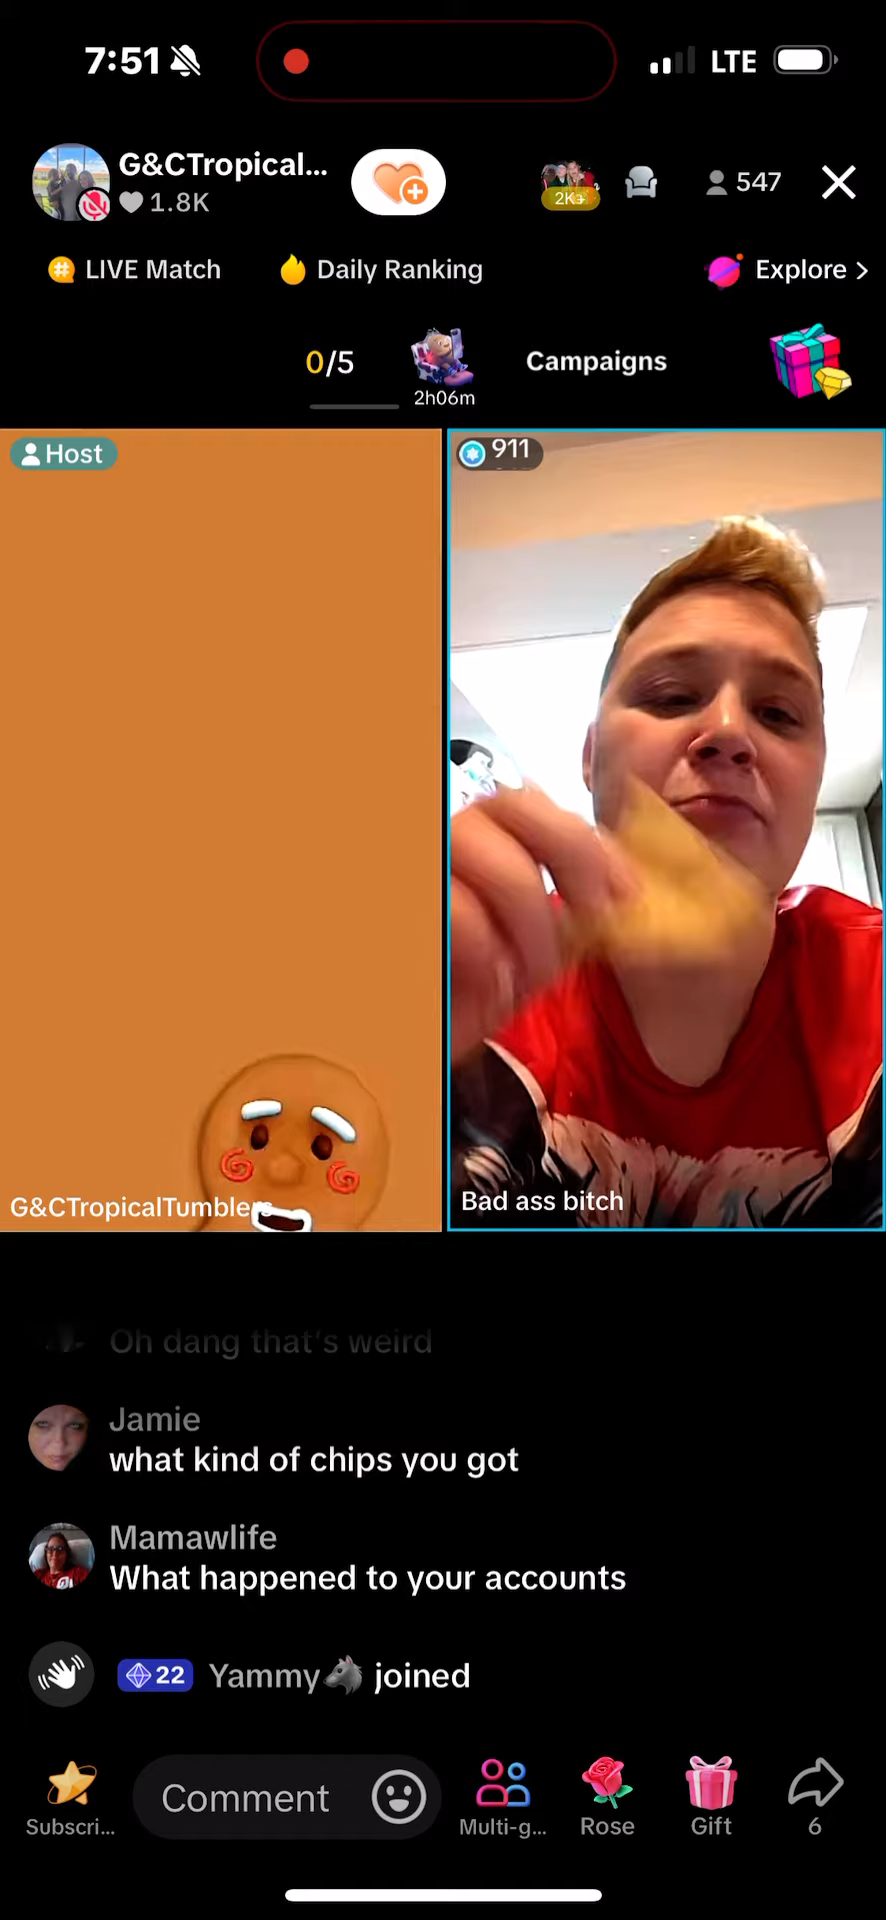 7:51
LTE
G&CTropical...
1.8K
2K+
547
LIVE Match
Daily Ranking
Explore >
0/5
2h06m
Campaigns
Host
911
G&CTropicalTumblers
Bad ass bitch
Oh dang that's weird
Jamie
what kind of chips you got
Mamawlife
What happened to your accounts
22 Yammy joined
Comment
Subscri...
Multi-g...
Rose
Gift
6